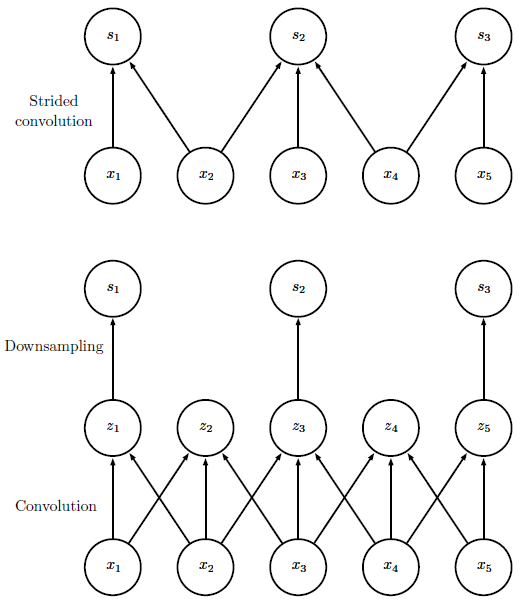 s₁ s₂ s₃
Strided
convolution
x₁ x₂ x₃ x₄ x₅
s₁ s₂ s₃
Downsampling
z₁ z₂ z₃ z₄ z₅
Convolution
x₁ x₂ x₃ x₄ x₅